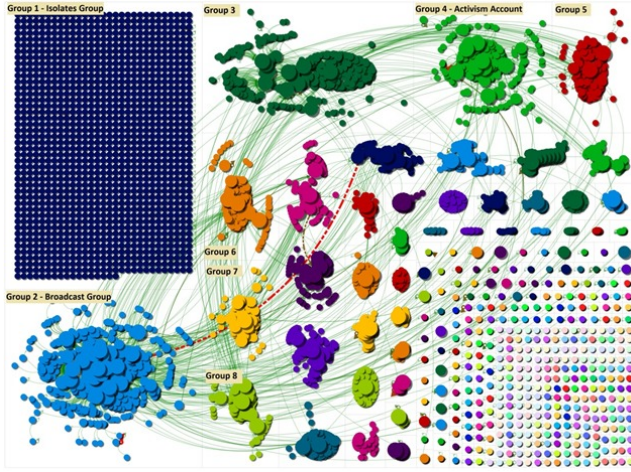 Group 1 - Isolates Group
Group 3
Group 4 - Activism Account
Group 5
Group 6
Group 7
Group 2 - Broadcast Group
Group 8